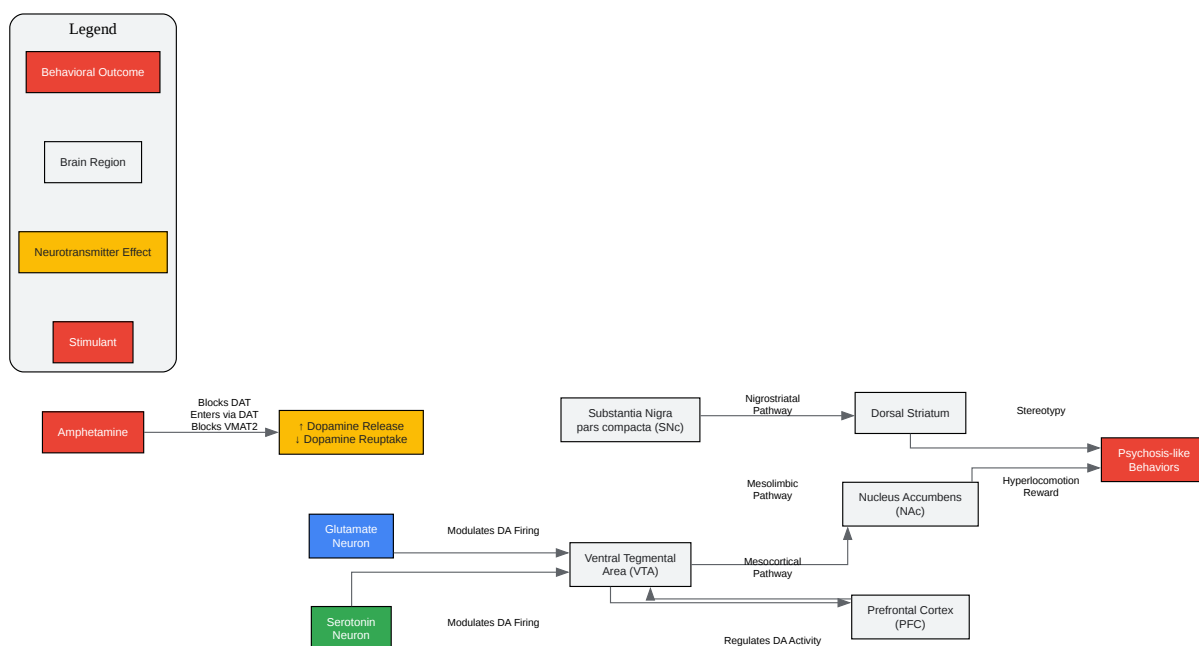 Legend
Behavioral Outcome
Brain Region
Neurotransmitter Effect
Stimulant
Amphetamine
Blocks DAT
Enters via DAT
Blocks VMAT2
↑ Dopamine Release
↓ Dopamine Reuptake
Substantia Nigra
pars compacta (SNc)
Nigrostriatal
Pathway
Dorsal Striatum
Stereotypy
Psychosis-like
Behaviors
Mesolimbic
Pathway
Nucleus Accumbens
(NAc)
Hyperlocomotion
Reward
Glutamate
Neuron
Modulates DA Firing
Ventral Tegmental
Area (VTA)
Mesocortical
Pathway
Serotonin
Neuron
Modulates DA Firing
Prefrontal Cortex
(PFC)
Regulates DA Activity